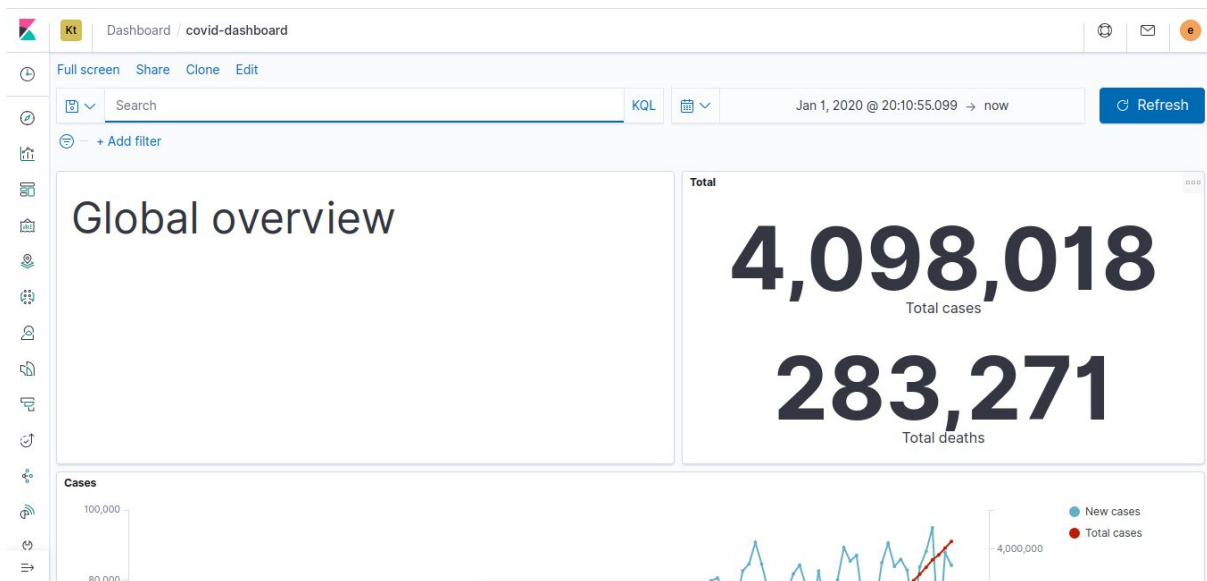 Kt Dashboard / covid-dashboard e
Full screen Share Clone Edit
Search KQL Jan 1, 2020 @ 20:10:55.099 → now Refresh
+ Add filter
Global overview
Total
4,098,018
Total cases
283,271
Total deaths
Cases
100,000
New cases
Total cases
4,000,000
80,000